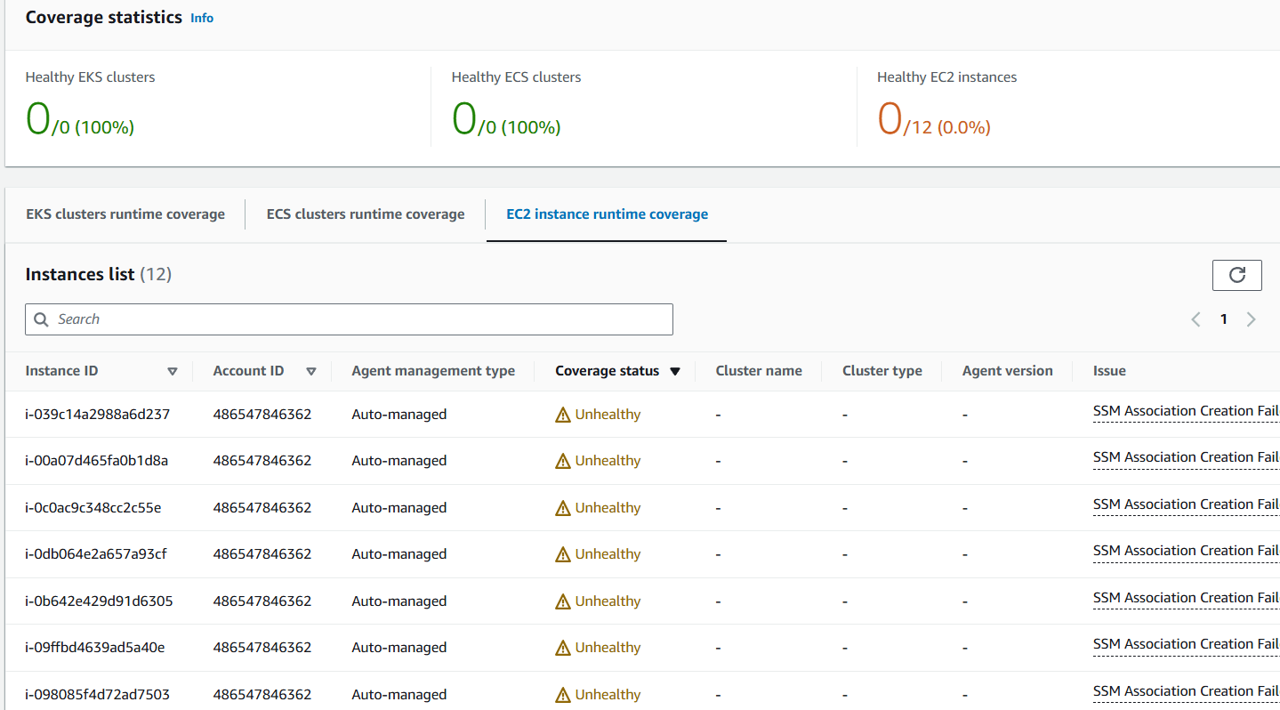 Coverage statistics Info
Healthy EKS clusters Healthy ECS clusters Healthy EC2 instances
0/0 (100%) 0/0 (100%) 0/12 (0.0%)
EKS clusters runtime coverage ECS clusters runtime coverage EC2 instance runtime coverage
Instances list (12)
Search
1
Instance ID Account ID Agent management type Coverage status Cluster name Cluster type Agent version Issue
i-039c14a2988a6d237 486547846362 Auto-managed Unhealthy - - - SSM Association Creation Fail
i-00a07d465fa0b1d8a 486547846362 Auto-managed Unhealthy - - - SSM Association Creation Fail
i-0c0ac9c348cc2c55e 486547846362 Auto-managed Unhealthy - - - SSM Association Creation Fail
i-0db064e2a657a93cf 486547846362 Auto-managed Unhealthy - - - SSM Association Creation Fail
i-0b642e429d91d6305 486547846362 Auto-managed Unhealthy - - - SSM Association Creation Fail
i-09ffbd4639ad5a40e 486547846362 Auto-managed Unhealthy - - - SSM Association Creation Fail
i-098085f4d72ad7503 486547846362 Auto-managed Unhealthy - - - SSM Association Creation Fail